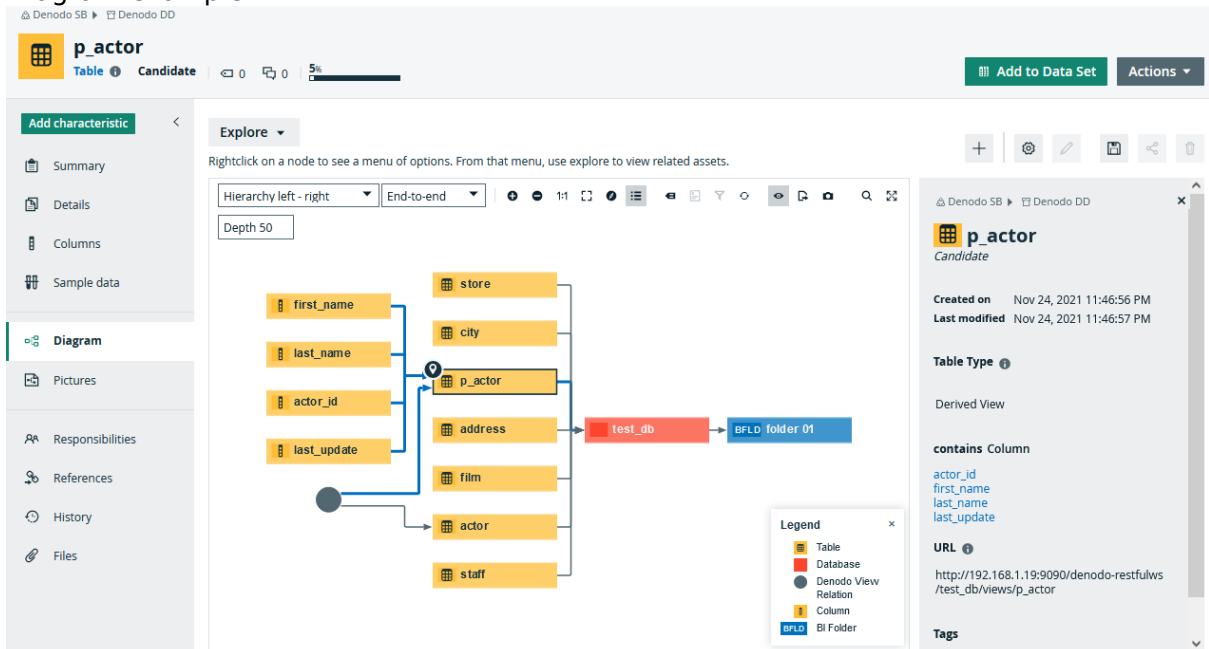 Denodo SB ▸ Denodo DD
p_actor
Table Candidate 0 0 5%
Add to Data Set Actions
Add characteristic
Summary
Details
Columns
Sample data
Diagram
Pictures
Responsibilities
References
History
Files
Explore
Rightclick on a node to see a menu of options. From that menu, use explore to view related assets.
Hierarchy left - right End-to-end 1:1
Depth 50
store
first_name
city
last_name
p_actor
actor_id
address test_db BFLD folder 01
last_update
film
actor
staff
Legend ×
Table
Database
Denodo View
Relation
Column
BFLD BI Folder
Denodo SB ▸ Denodo DD ×
p_actor
Candidate
Created on Nov 24, 2021 11:46:56 PM
Last modified Nov 24, 2021 11:46:57 PM
Table Type
Derived View
contains Column
actor_id
first_name
last_name
last_update
URL
http://192.168.1.19:9090/denodo-restfulws
/test_db/views/p_actor
Tags